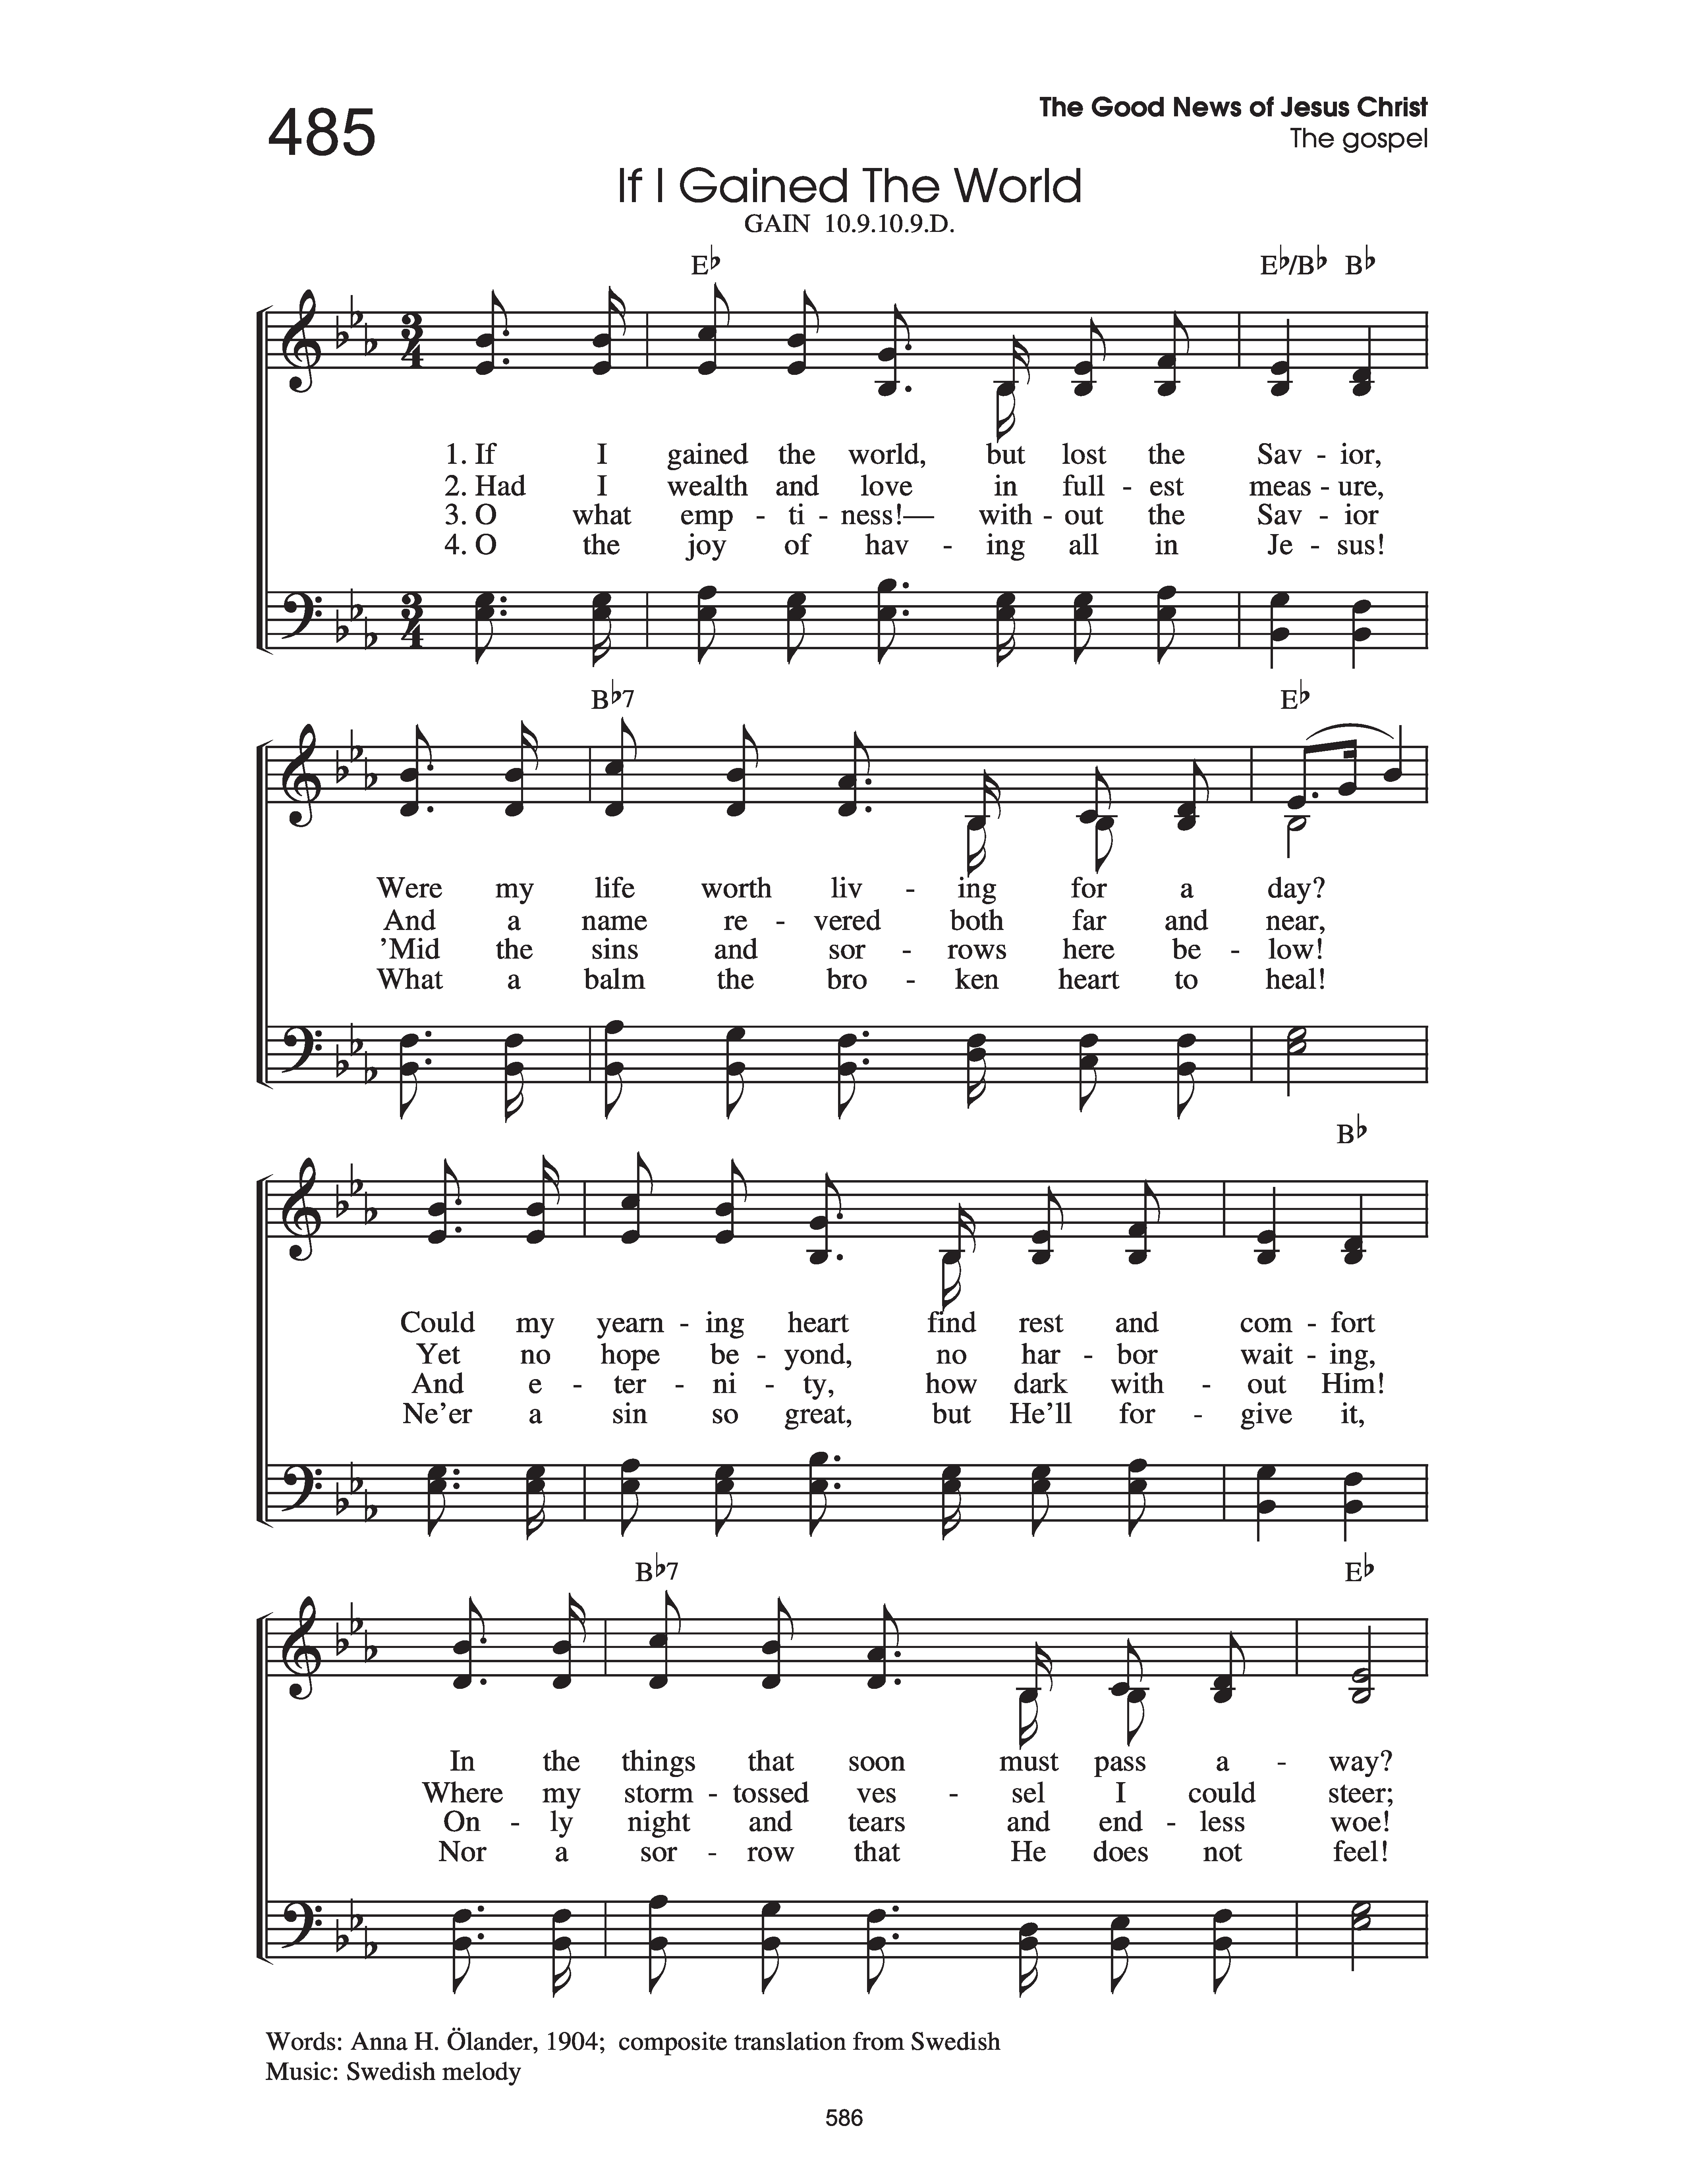 485
The Good News of Jesus Christ
The gospel
If I Gained The World
GAIN 10.9.10.9.D.
E♭ E♭/B♭ B♭
1. If I gained the world, but lost the Sav - ior,
2. Had I wealth and love in full - est meas - ure,
3. O what emp - ti - ness!— with - out the Sav - ior
4. O the joy of hav - ing all in Je - sus!
B♭7 E♭
Were my life worth liv - ing for a day?
And a name re - vered both far and near,
’Mid the sins and sor - rows here be - low!
What a balm the bro - ken heart to heal!
B♭
Could my yearn - ing heart find rest and com - fort
Yet no hope be - yond, no har - bor wait - ing,
And e - ter - ni - ty, how dark with - out Him!
Ne’er a sin so great, but He’ll for - give it,
B♭7 E♭
In the things that soon must pass a - way?
Where my storm - tossed ves - sel I could steer;
On - ly night and tears and end - less woe!
Nor a sor - row that He does not feel!
Words: Anna H. Ölander, 1904; composite translation from Swedish
Music: Swedish melody
586